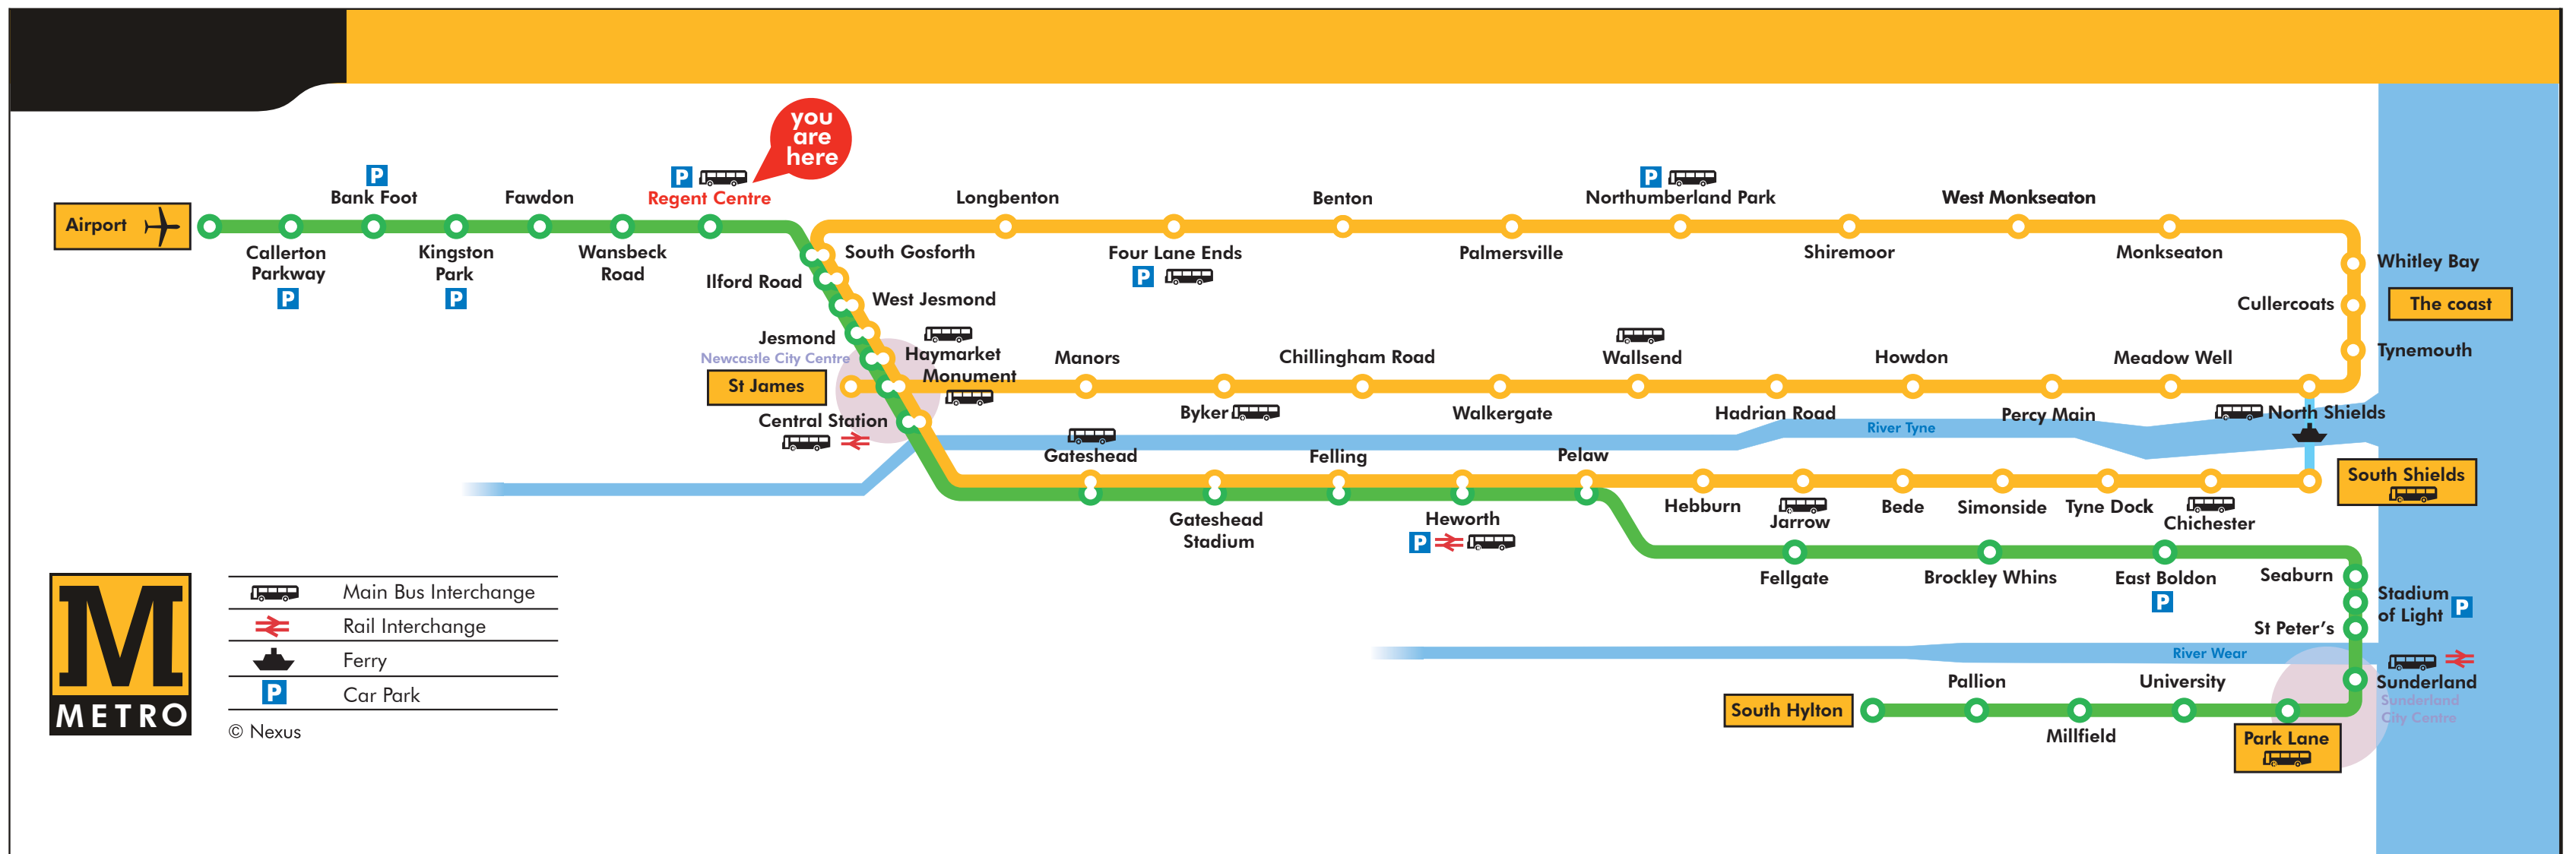 you
are
here
P
P
P
Bank Foot
Fawdon
Regent Centre
Longbenton
Benton
Northumberland Park
West Monkseaton
Airport
Callerton
Parkway
P
Kingston
Park
P
Wansbeck
Road
South Gosforth
Four Lane Ends
P
Palmersville
Shiremoor
Monkseaton
Whitley Bay
Ilford Road
West Jesmond
Cullercoats
The coast
Jesmond
Newcastle City Centre
Haymarket
Monument
Manors
Chillingham Road
Wallsend
Howdon
Meadow Well
Tynemouth
St James
Central Station
Byker
Walkergate
Hadrian Road
Percy Main
North Shields
River Tyne
Gateshead
Felling
Pelaw
South Shields
Gateshead
Stadium
Heworth
P
Hebburn
Jarrow
Bede
Simonside
Tyne Dock
Chichester
Fellgate
Brockley Whins
East Boldon
P
Seaburn
Stadium
of Light
P
St Peter's
River Wear
Sunderland
Sunderland
City Centre
Pallion
University
South Hylton
Millfield
Park Lane
M
METRO
Main Bus Interchange
Rail Interchange
Ferry
P
Car Park
© Nexus